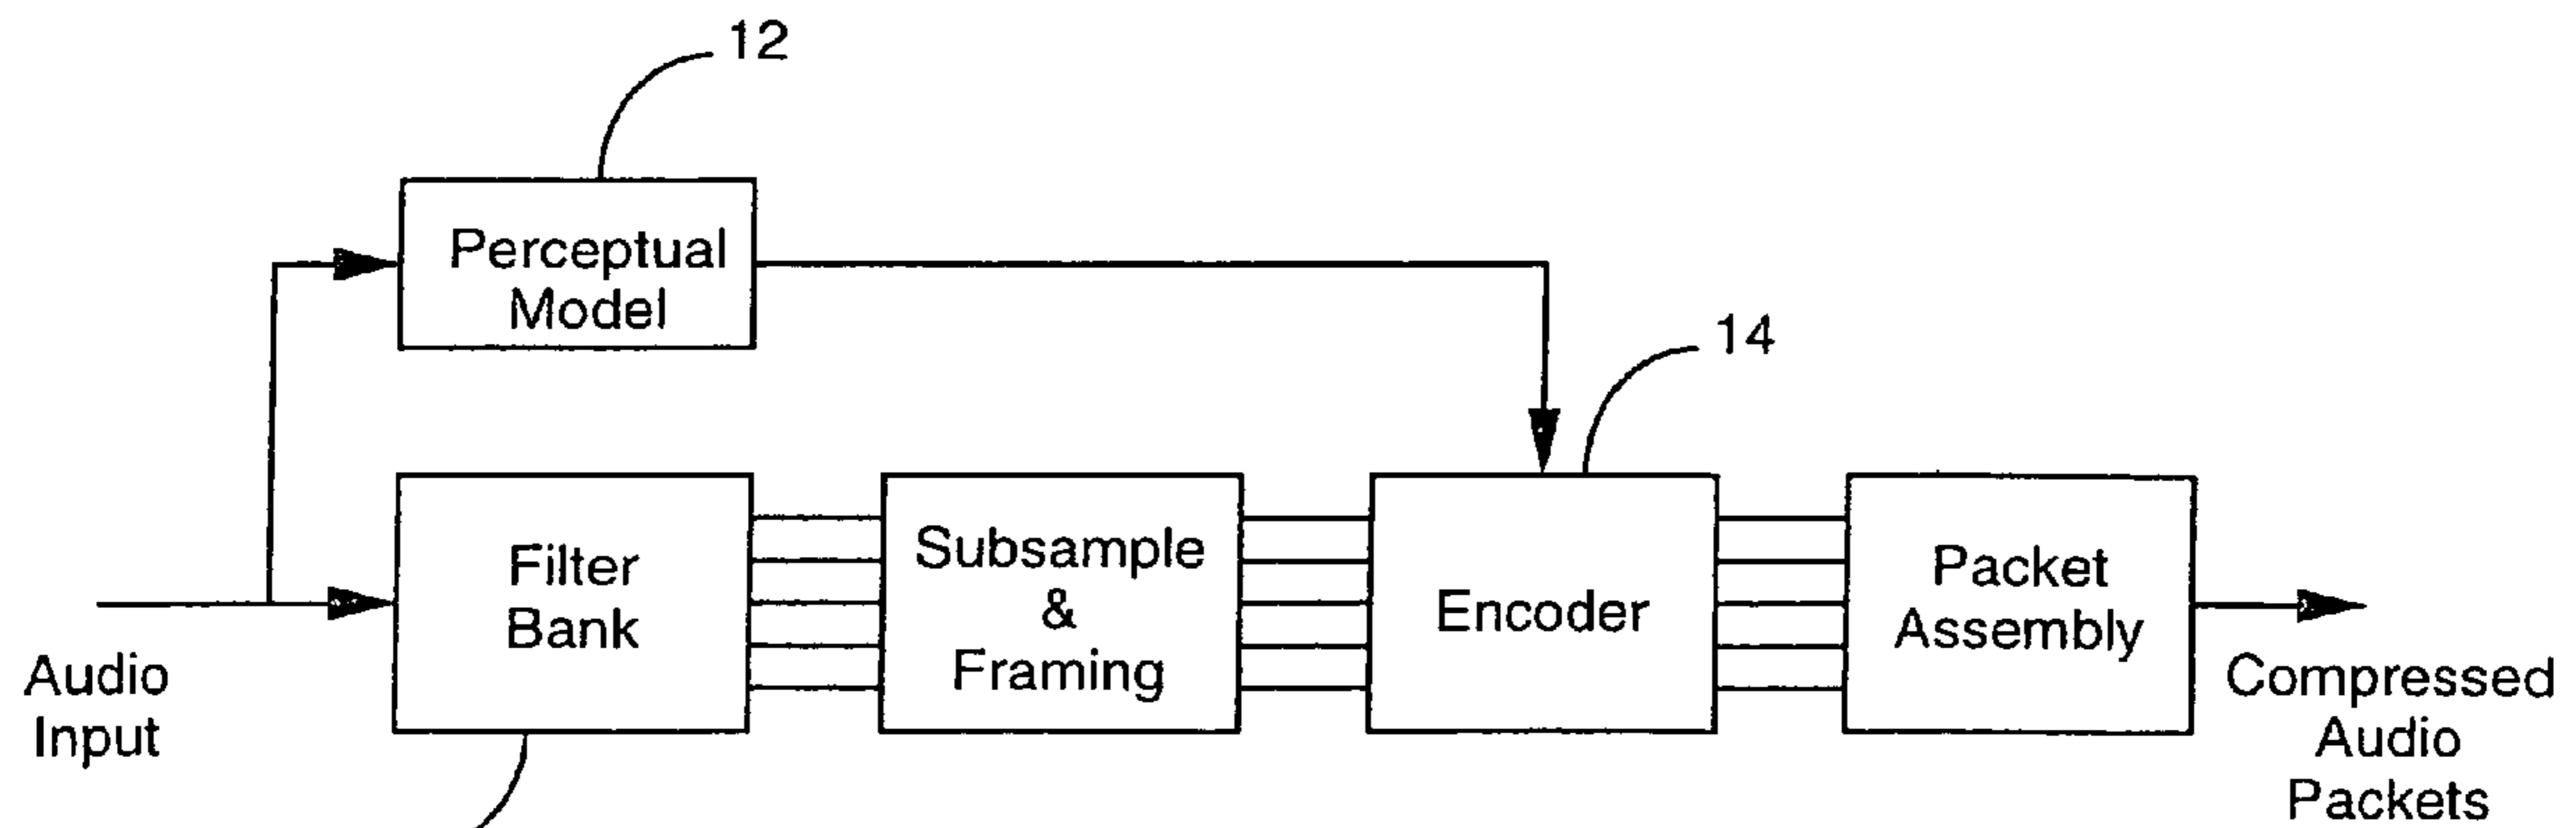 12
Perceptual
Model
14
Filter
Bank
Subsample
&
Framing
Encoder
Packet
Assembly
Audio
Input
Compressed
Audio
Packets